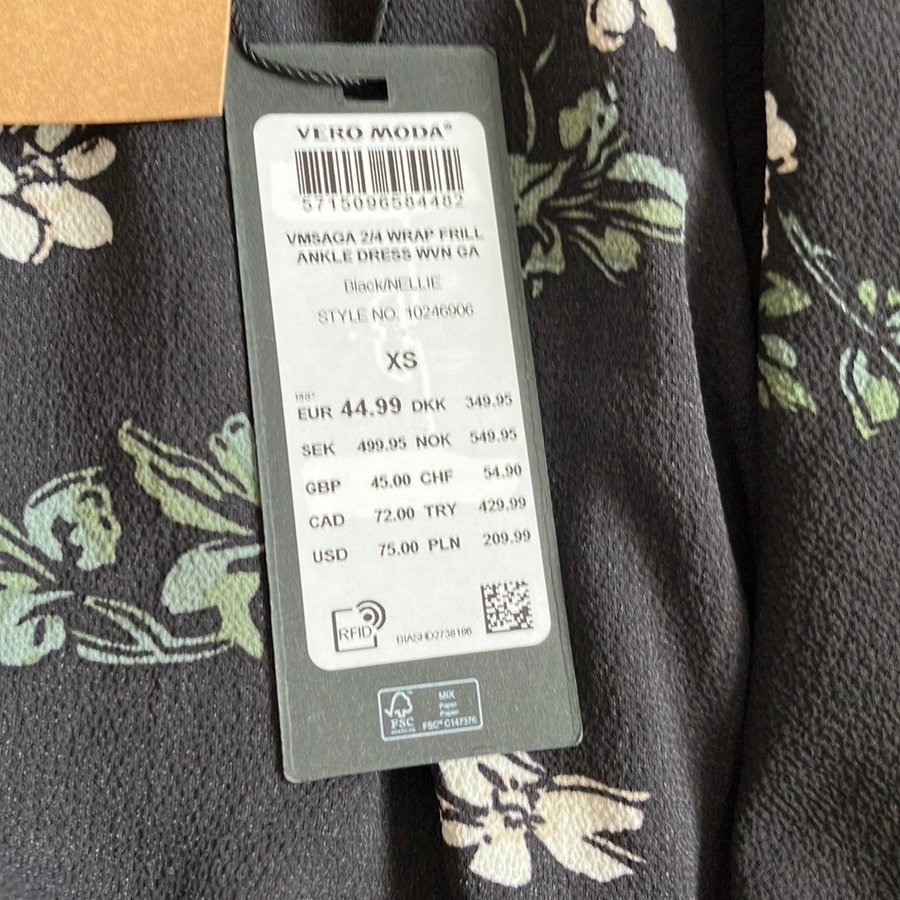 VERO MODA®
5715096584482
VMSAGA 2/4 WRAP FRILL
ANKLE DRESS WVN GA
Black/NELLIE
STYLE NO. 10246906
XS
RRP
EUR 44.99 DKK 349.95
SEK 499.95 NOK 549.95
GBP 45.00 CHF 54.90
CAD 72.00 TRY 429.99
USD 75.00 PLN 209.99
RFID
MIX
Papel
Papier
FSC
FSC® C147376